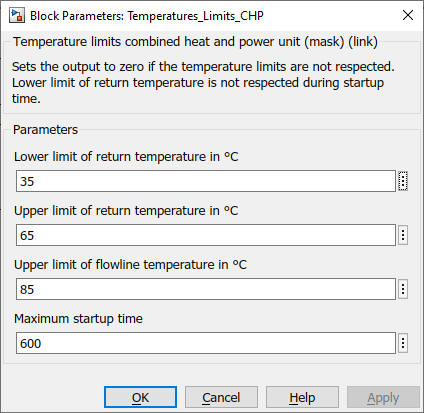 Block Parameters: Temperatures_Limits_CHP
Temperature limits combined heat and power unit (mask) (link)
Sets the output to zero if the temperature limits are not respected.
Lower limit of return temperature is not respected during startup
time.
Parameters
Lower limit of return temperature in ºC
35
Upper limit of return temperature in ºC
65
Upper limit of flowline temperature in ºC
85
Maximum startup time
600
OK Cancel Help Apply